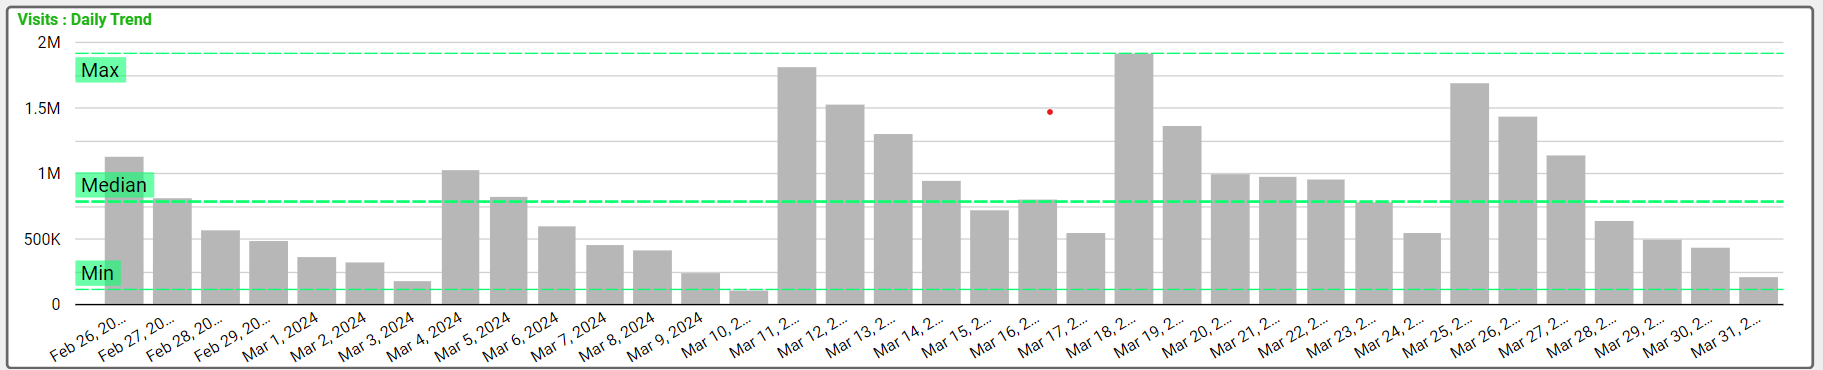 Visits : Daily Trend
2M
Max
1.5M
1M
Median
500K
Min
0
Feb 26, 20...
Feb 27, 20...
Feb 28, 20...
Feb 29, 20...
Mar 1, 2024
Mar 2, 2024
Mar 3, 2024
Mar 4, 2024
Mar 5, 2024
Mar 6, 2024
Mar 7, 2024
Mar 8, 2024
Mar 9, 2024
Mar 10, 2...
Mar 11, 2...
Mar 12, 2...
Mar 13, 2...
Mar 14, 2...
Mar 15, 2...
Mar 16, 2...
Mar 17, 2...
Mar 18, 2...
Mar 19, 2...
Mar 20, 2...
Mar 21, 2...
Mar 22, 2...
Mar 23, 2...
Mar 24, 2...
Mar 25, 2...
Mar 26, 2...
Mar 27, 2...
Mar 28, 2...
Mar 29, 2...
Mar 30, 2...
Mar 31, 2...